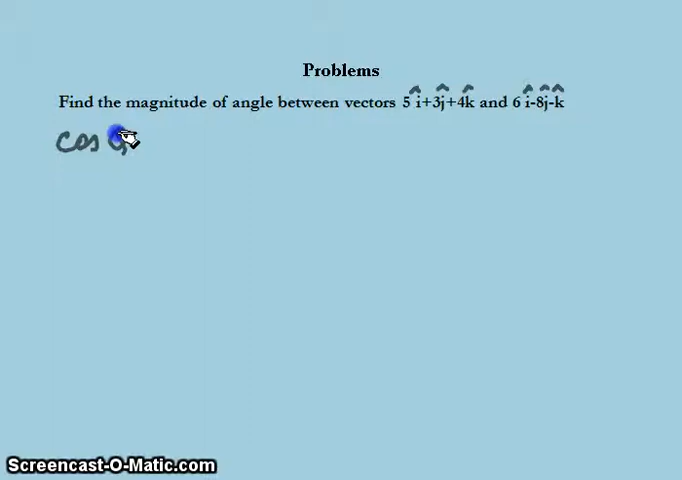 Problems
Find the magnitude of angle between vectors 5 î+3ĵ+4k̂ and 6 î-8ĵ-k̂
cos
Screencast-O-Matic.com